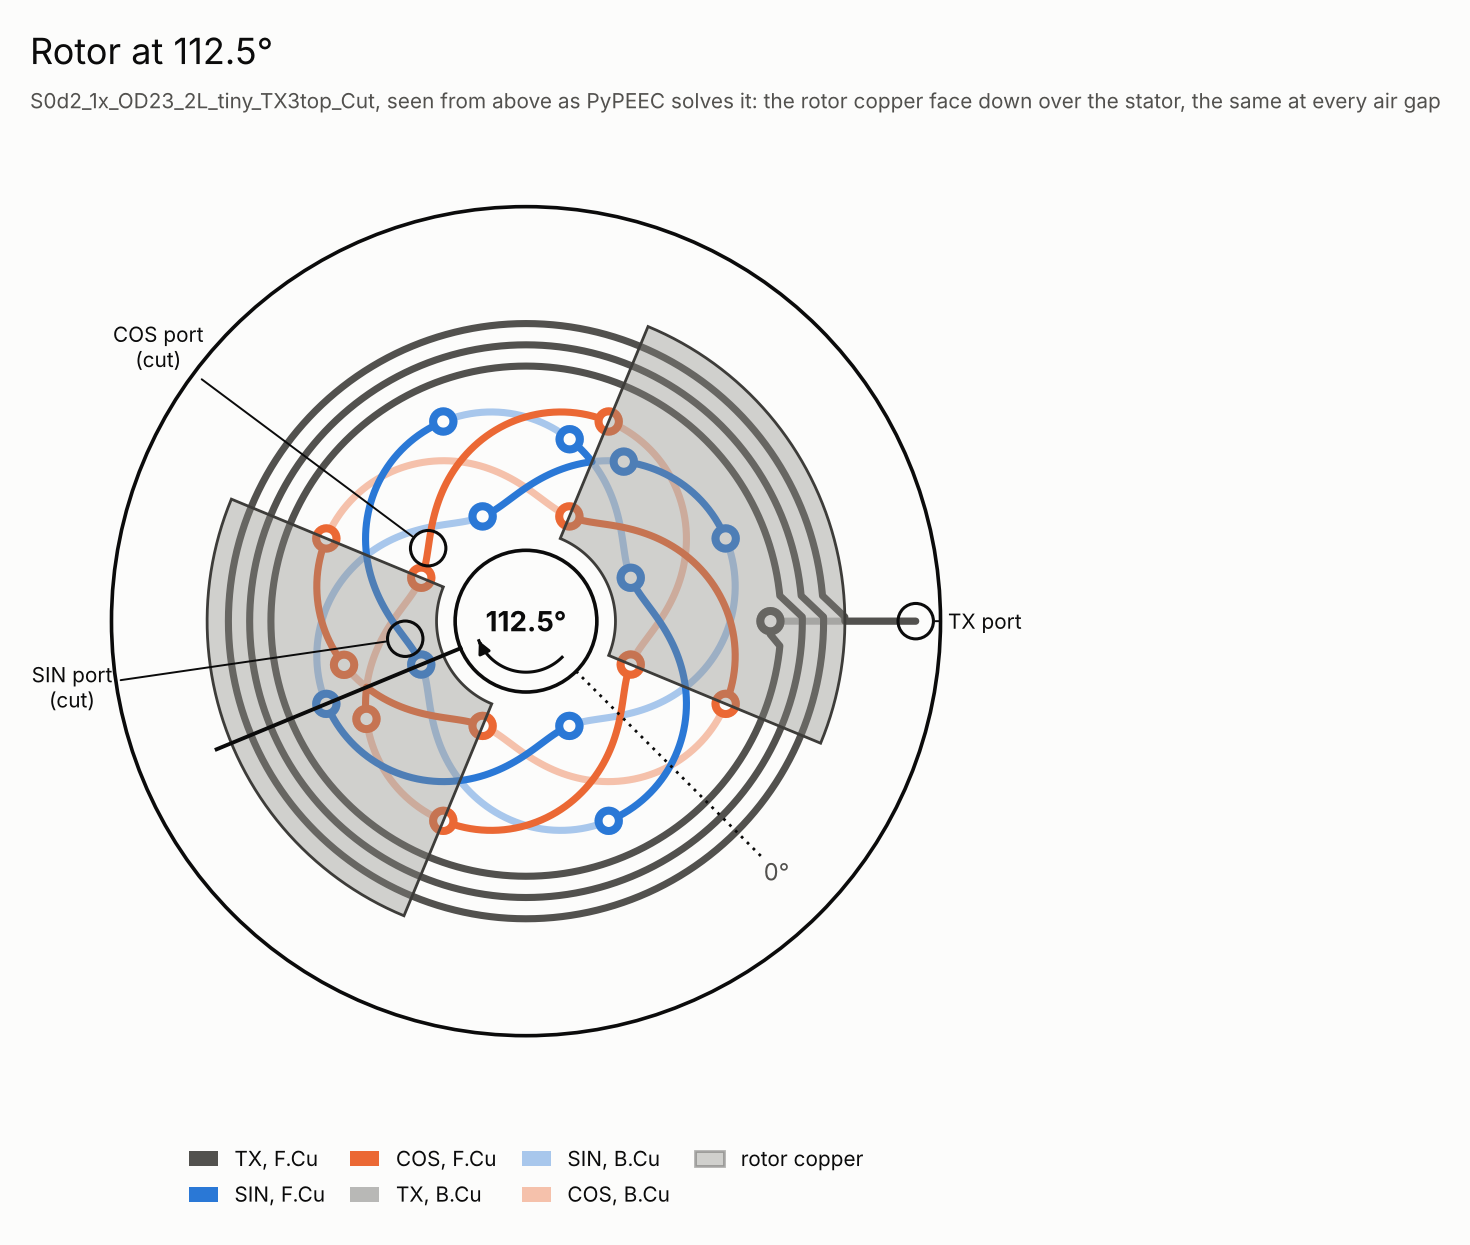 Rotor at 112.5°
S0d2_1x_OD23_2L_tiny_TX3top_Cut, seen from above as PyPEEC solves it: the rotor copper face down over the stator, the same at every air gap
COS port
(cut)
112.5°
TX port
SIN port
(cut)
0°
TX, F.Cu
COS, F.Cu
SIN, B.Cu
rotor copper
SIN, F.Cu
TX, B.Cu
COS, B.Cu